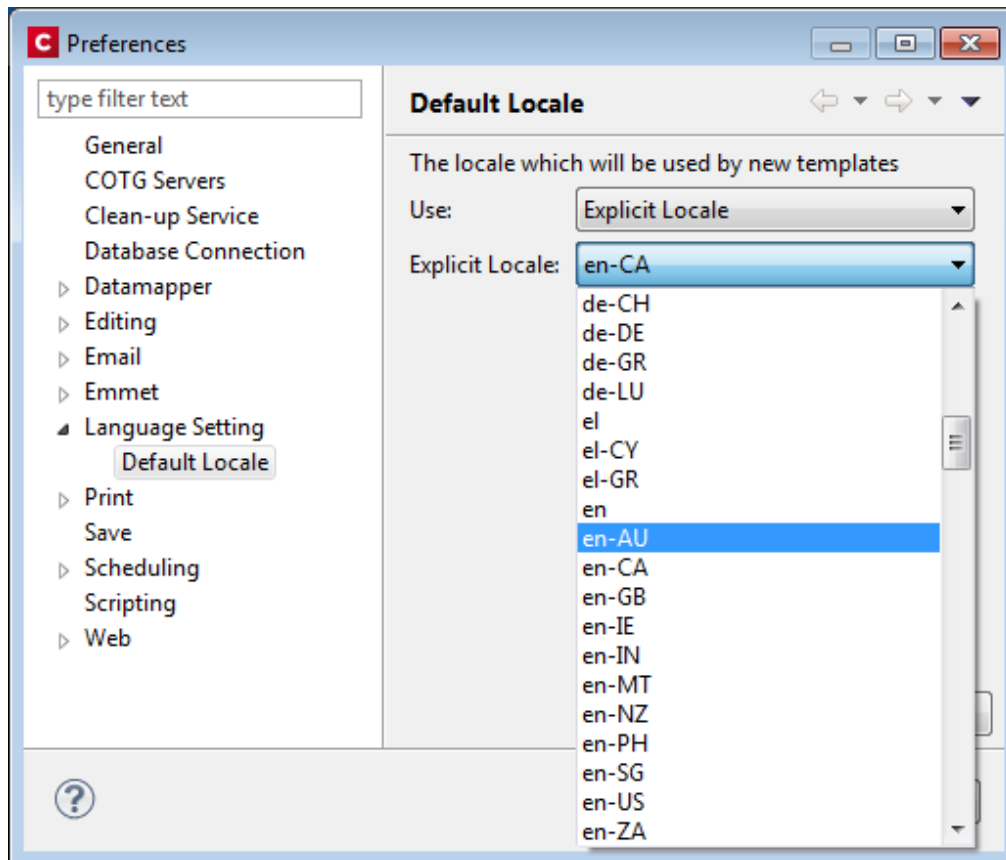 C Preferences
type filter text
General
COTG Servers
Clean-up Service
Database Connection
Datamapper
Editing
Email
Emmet
Language Setting
Default Locale
Print
Save
Scheduling
Scripting
Web
?
Default Locale
The locale which will be used by new templates
Use: Explicit Locale
Explicit Locale: en-CA
de-CH
de-DE
de-GR
de-LU
el
el-CY
el-GR
en
en-AU
en-CA
en-GB
en-IE
en-IN
en-MT
en-NZ
en-PH
en-SG
en-US
en-ZA